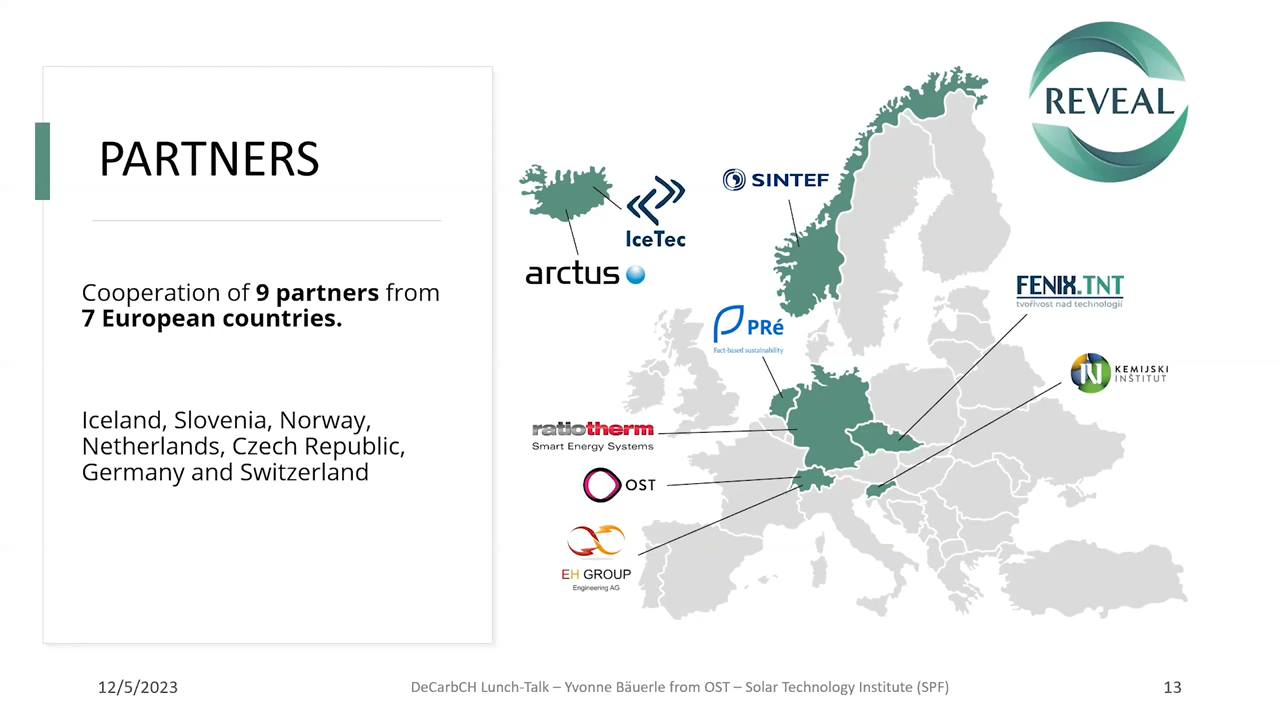 REVEAL
PARTNERS
Cooperation of 9 partners from
7 European countries.
Iceland, Slovenia, Norway,
Netherlands, Czech Republic,
Germany and Switzerland
SINTEF
IceTec
arctus
FENIX.TNT
tvořivost nad technologií
PRé
Fact-based sustainability
KEMIJSKI
INŠTITUT
ratiotherm
Smart Energy Systems
OST
EH GROUP
Engineering AG
12/5/2023
DeCarbCH Lunch-Talk – Yvonne Bäuerle from OST – Solar Technology Institute (SPF)
13